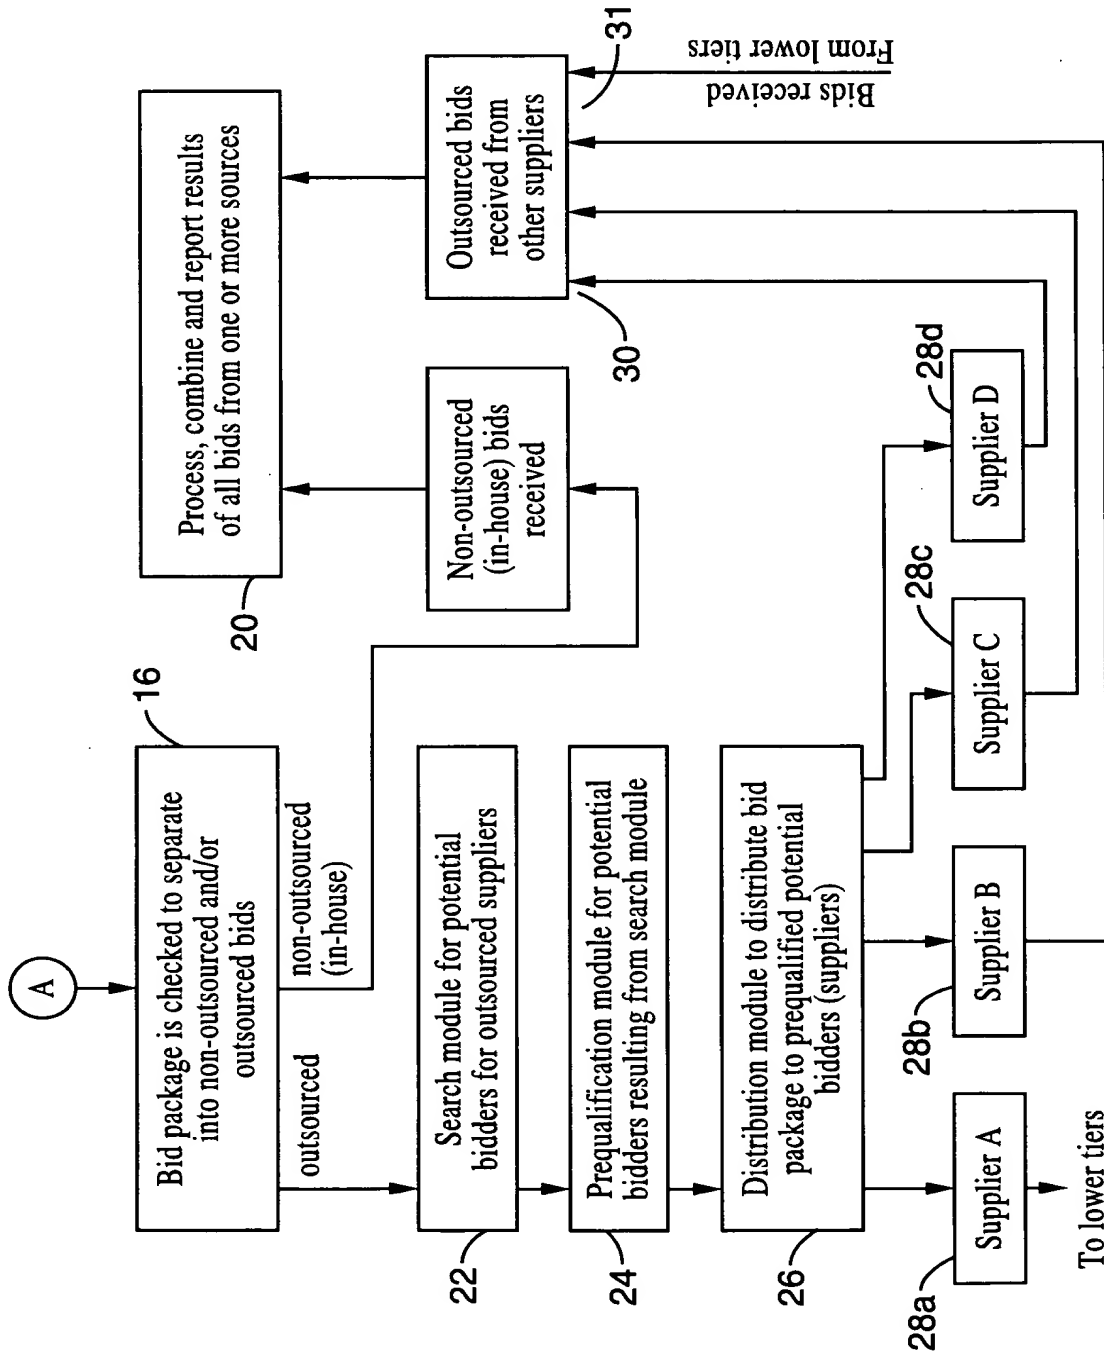 A
16
Bid package is checked to separate
into non-outsourced and/or
outsourced bids
outsourced
non-outsourced
(in-house)
22
Search module for potential
bidders for outsourced suppliers
24
Prequalification module for potential
bidders resulting from search module
26
Distribution module to distribute bid
package to prequalified potential
bidders (suppliers)
28a
Supplier A
To lower tiers
28b
Supplier B
28c
Supplier C
28d
Supplier D
20
Process, combine and report results
of all bids from one or more sources
Non-outsourced
(in-house) bids
received
30
Outsourced bids
received from
other suppliers
31
Bids received
From lower tiers